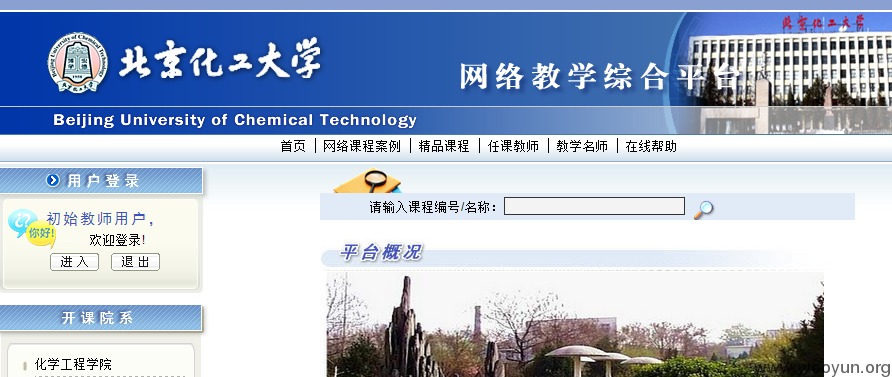 北京化工大学
北京化工大学
网络教学综合平台
Beijing University of Chemical Technology
首页 | 网络课程案例 | 精品课程 | 任课教师 | 教学名师 | 在线帮助
用户登录
请输入课程编号/名称：
初始教师用户，
你好!
欢迎登录!
进入 退出
平台概况
开课院系
化学工程学院